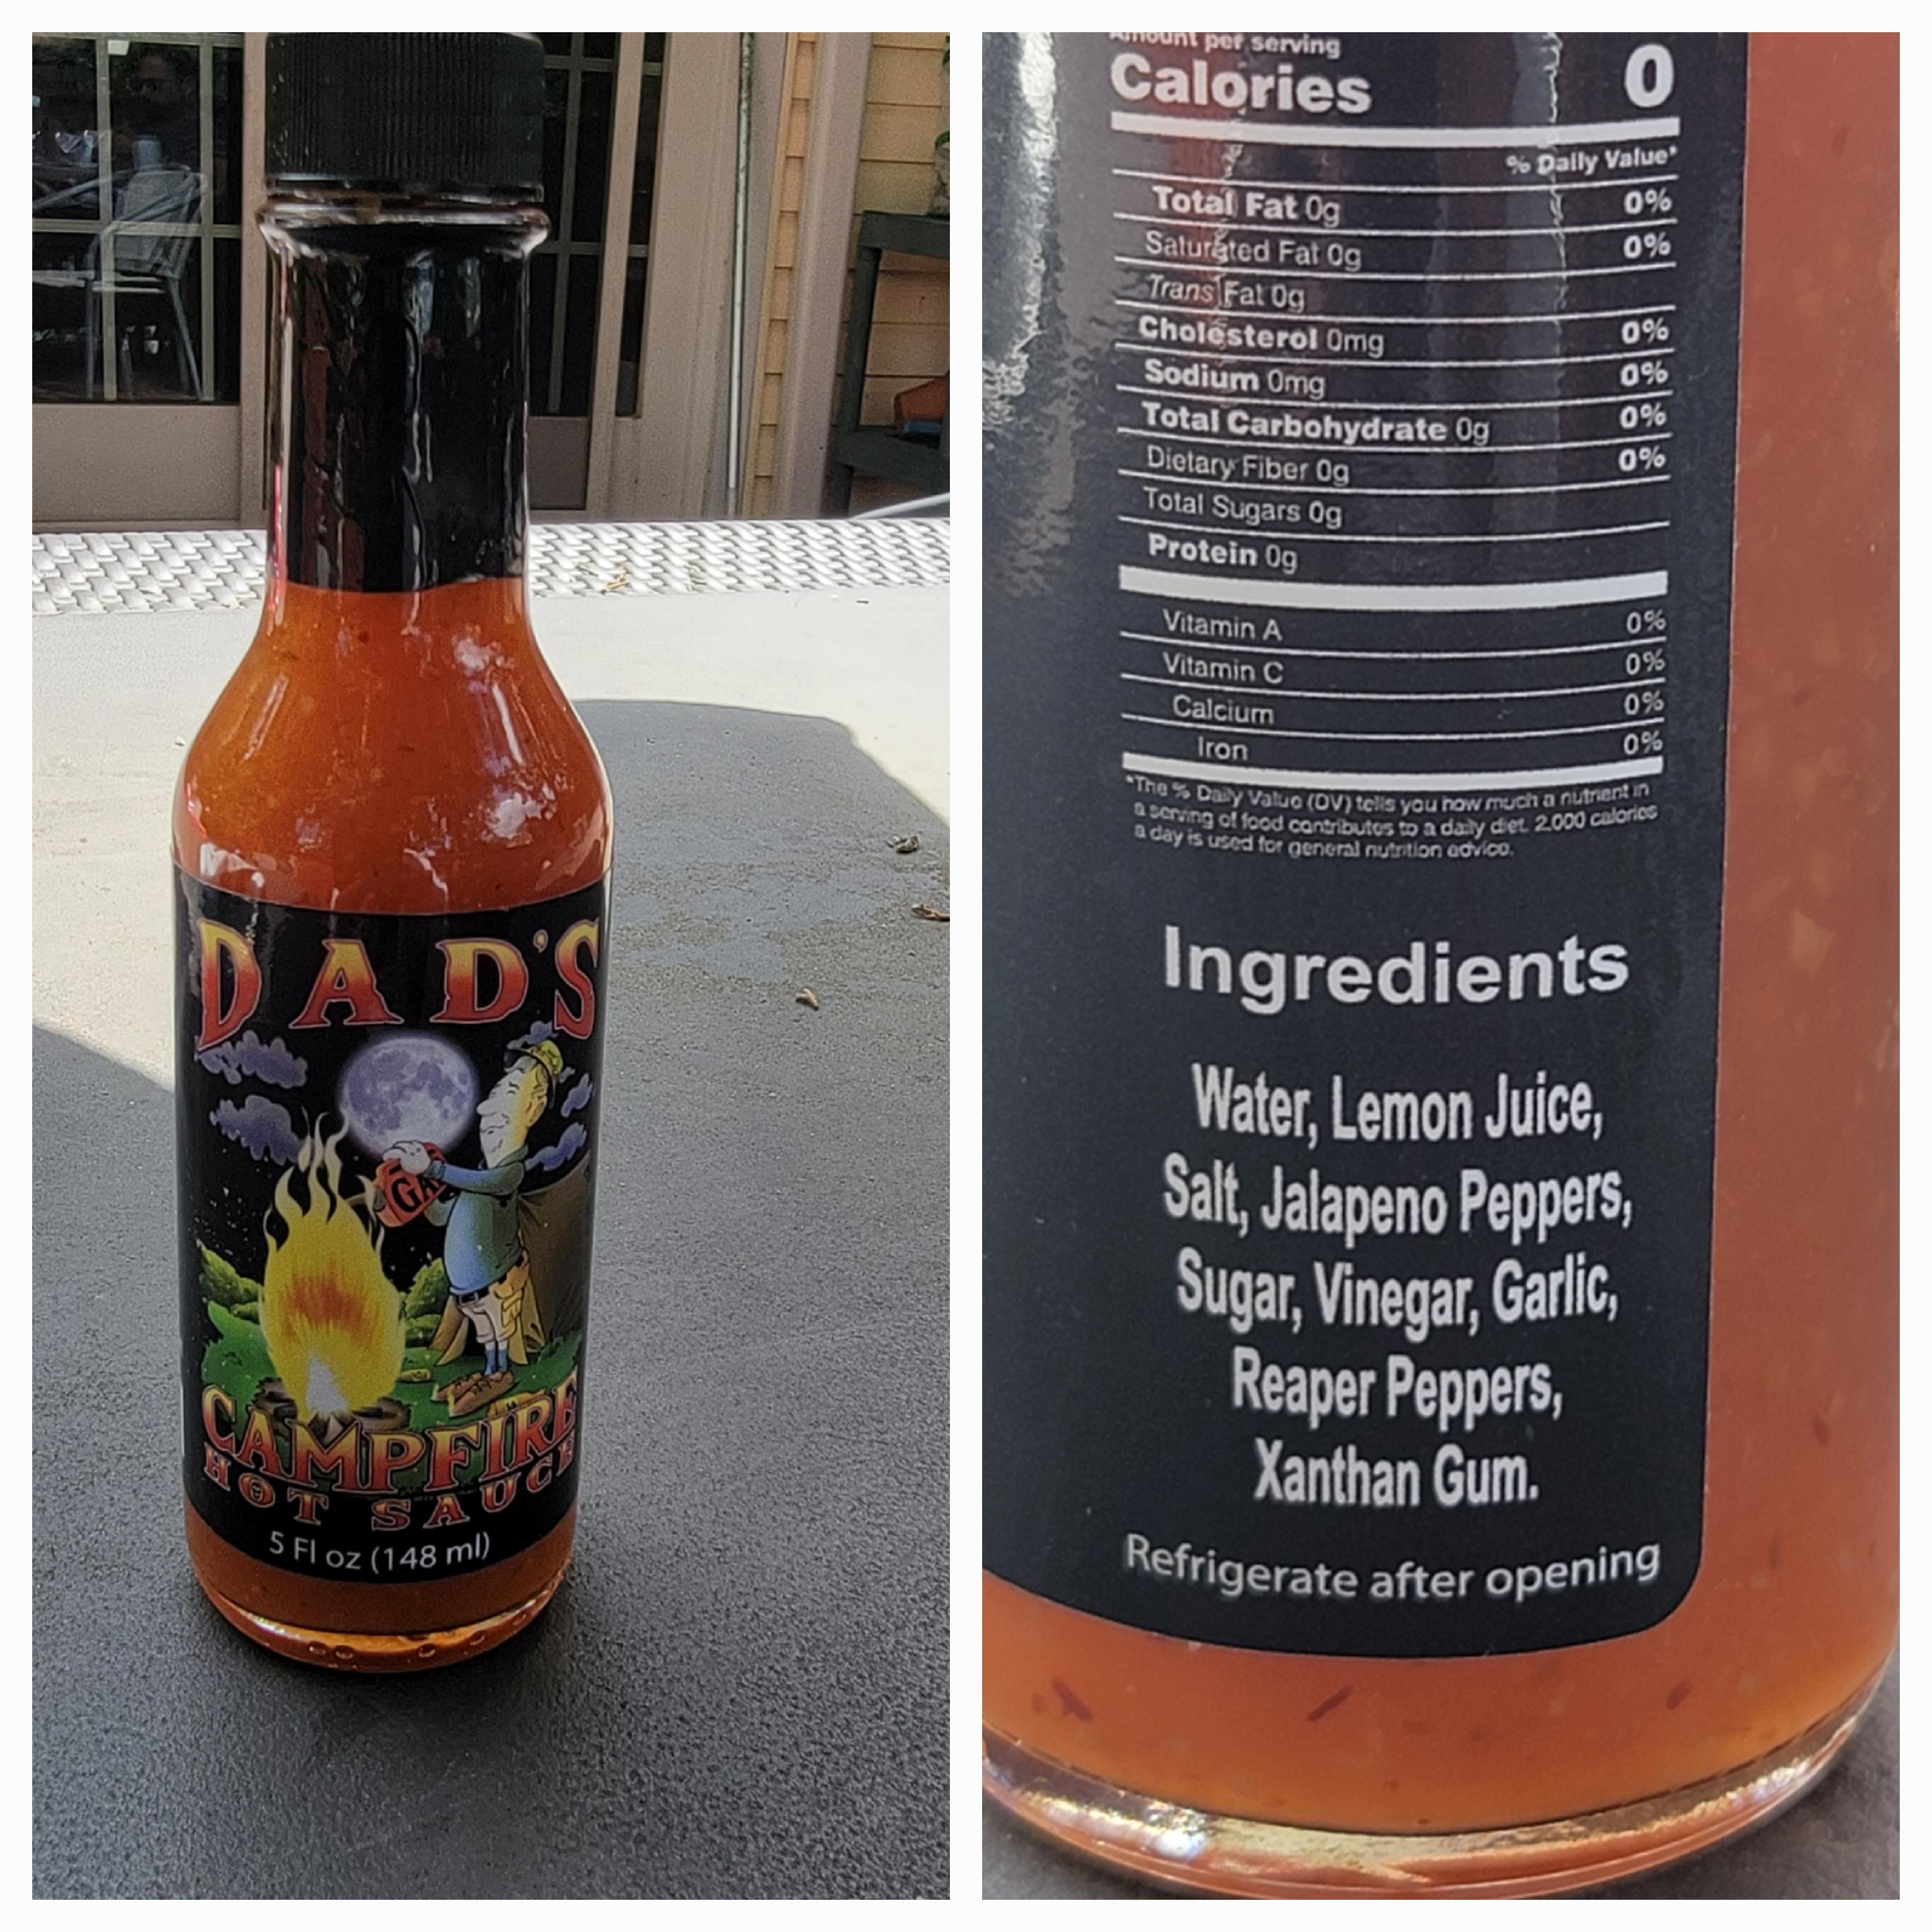 DAD'S
CAMPFIRE
HOT SAUCE
5 Fl oz (148 ml)
Amount per serving
Calories 0
% Daily Value*
Total Fat 0g 0%
Saturated Fat 0g 0%
Trans Fat 0g
Cholesterol 0mg 0%
Sodium 0mg 0%
Total Carbohydrate 0g 0%
Dietary Fiber 0g 0%
Total Sugars 0g
Protein 0g
Vitamin A 0%
Vitamin C 0%
Calcium 0%
Iron 0%
*The % Daily Value (DV) tells you how much a nutrient in
a serving of food contributes to a daily diet. 2,000 calories
a day is used for general nutrition advice.
Ingredients
Water, Lemon Juice,
Salt, Jalapeno Peppers,
Sugar, Vinegar, Garlic,
Reaper Peppers,
Xanthan Gum.
Refrigerate after opening